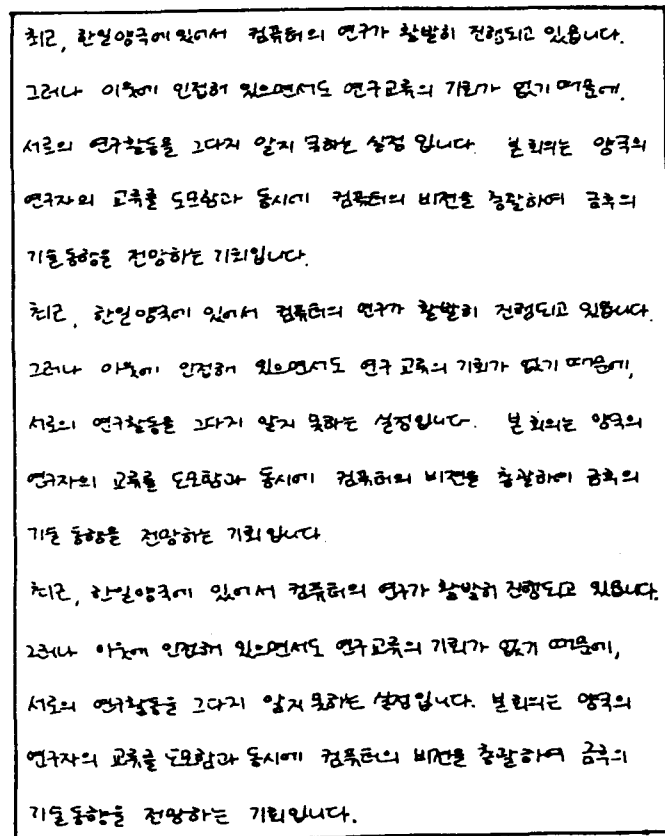 최근, 한일양국에 있어서 컴퓨터의 연구가 활발히 진행되고 있읍니다.
그러나 이웃에 인접해 있으면서도 연구교류의 기회가 없기 때문에,
서로의 연구활동을 그다지 알지 못하는 실정 입니다. 본 회의는 양국의
연구자의 교류를 도모함과 동시에 컴퓨터의 비젼을 총괄하여 금후의
기술동향을 전망하는 기회입니다.
최근, 한일양국에 있어서 컴퓨터의 연구가 활발히 진행되고 있읍니다.
그러나 이웃에 인접해 있으면서도 연구 교류의 기회가 없기 때문에,
서로의 연구활동을 그다지 알지 못하는 실정입니다. 본 회의는 양국의
연구자의 교류를 도모함과 동시에 컴퓨터의 비젼을 총괄하여 금후의
기술 동향을 전망하는 기회 입니다
최근, 한일양국에 있어서 컴퓨터의 연구가 활발히 진행되고 있읍니다.
그러나 이웃에 인접해 있으면서도 연구교류의 기회가 없기 때문에,
서로의 연구활동을 그다지 알지 못하는 실정입니다. 본 회의는 양국의
연구자의 교류를 도모함과 동시에 컴퓨터의 비젼을 총괄하여 금후의
기술동향을 전망하는 기회입니다.